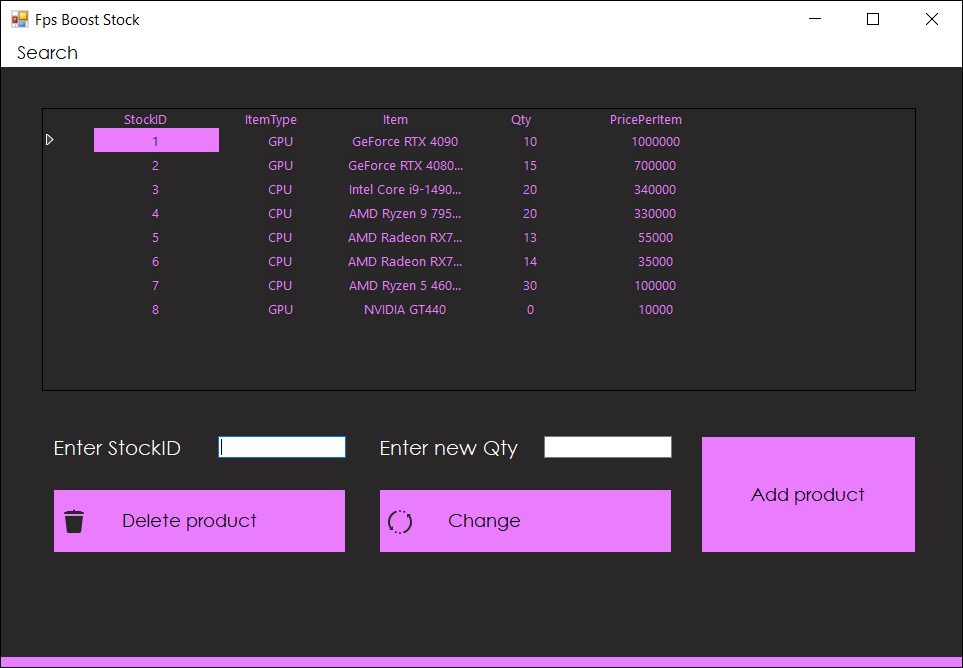 Fps Boost Stock
Search
StockID ItemType Item Qty PricePerItem
1 GPU GeForce RTX 4090 10 1000000
2 GPU GeForce RTX 4080... 15 700000
3 CPU Intel Core i9-1490... 20 340000
4 CPU AMD Ryzen 9 795... 20 330000
5 CPU AMD Radeon RX7... 13 55000
6 CPU AMD Radeon RX7... 14 35000
7 CPU AMD Ryzen 5 460... 30 100000
8 GPU NVIDIA GT440 0 10000
Enter StockID Enter new Qty
Delete product Change Add product